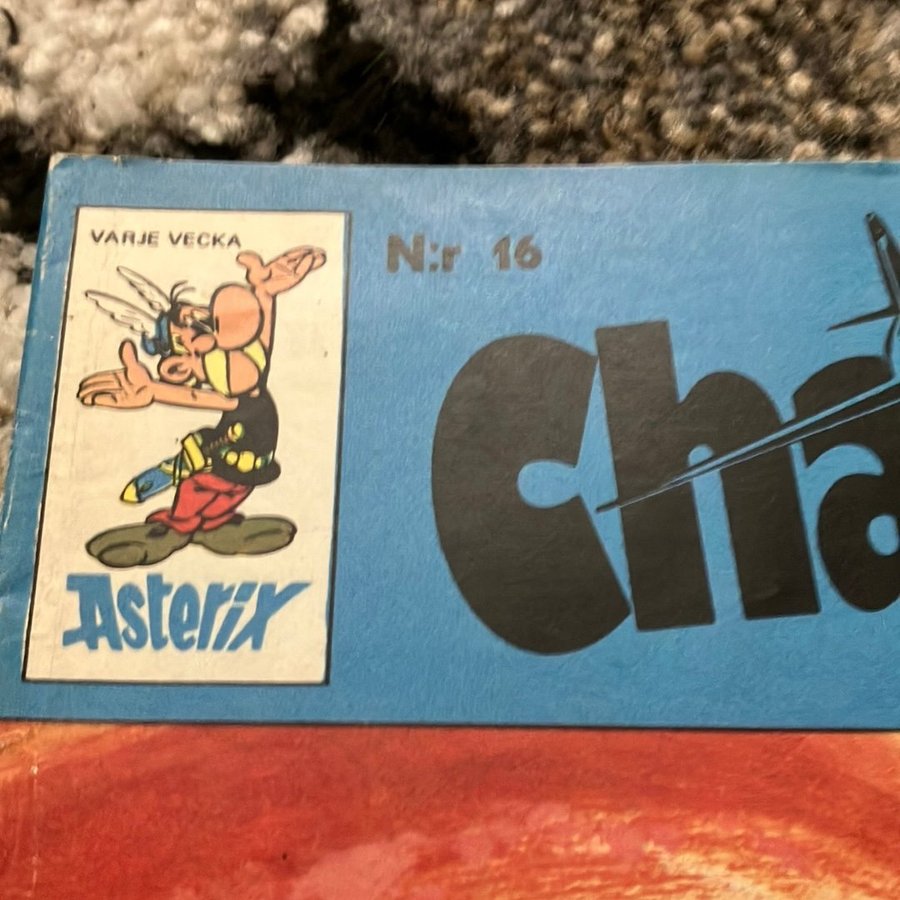 VARJE VECKA
N:r 16
Cha
Asterix